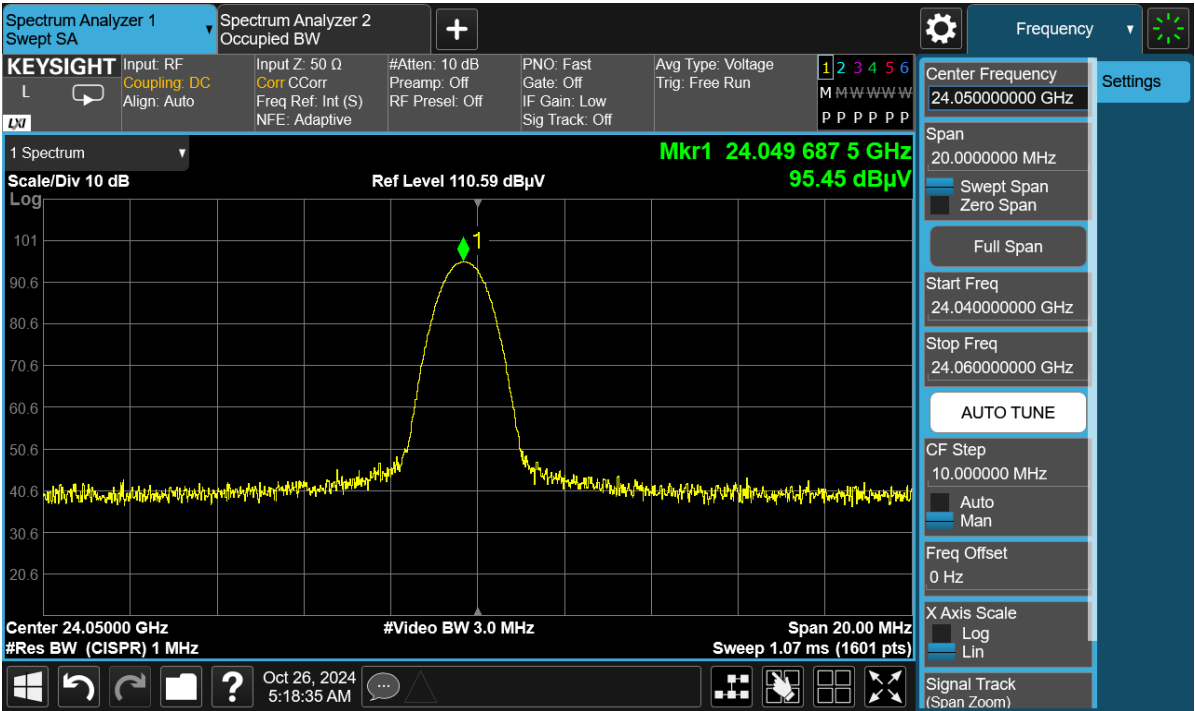 Spectrum Analyzer 1
Swept SA
Spectrum Analyzer 2
Occupied BW
Frequency
KEYSIGHT
L
LXI
Input: RF
Coupling: DC
Align: Auto
Input Z: 50 Ω
Corr CCorr
Freq Ref: Int (S)
NFE: Adaptive
#Atten: 10 dB
Preamp: Off
RF Presel: Off
PNO: Fast
Gate: Off
IF Gain: Low
Sig Track: Off
Avg Type: Voltage
Trig: Free Run
1 2 3 4 5 6
M W W W W W
P P P P P P
1 Spectrum
Scale/Div 10 dB
Ref Level 110.59 dBµV
Mkr1 24.049 687 5 GHz
95.45 dBµV
Log
101
90.6
80.6
70.6
60.6
50.6
40.6
30.6
20.6
1
Center 24.05000 GHz
#Video BW 3.0 MHz
Span 20.00 MHz
#Res BW (CISPR) 1 MHz
Sweep 1.07 ms (1601 pts)
Oct 26, 2024
5:18:35 AM
Center Frequency
24.050000000 GHz
Settings
Span
20.0000000 MHz
Swept Span
Zero Span
Full Span
Start Freq
24.040000000 GHz
Stop Freq
24.060000000 GHz
AUTO TUNE
CF Step
10.000000 MHz
Auto
Man
Freq Offset
0 Hz
X Axis Scale
Log
Lin
Signal Track
(Span Zoom)